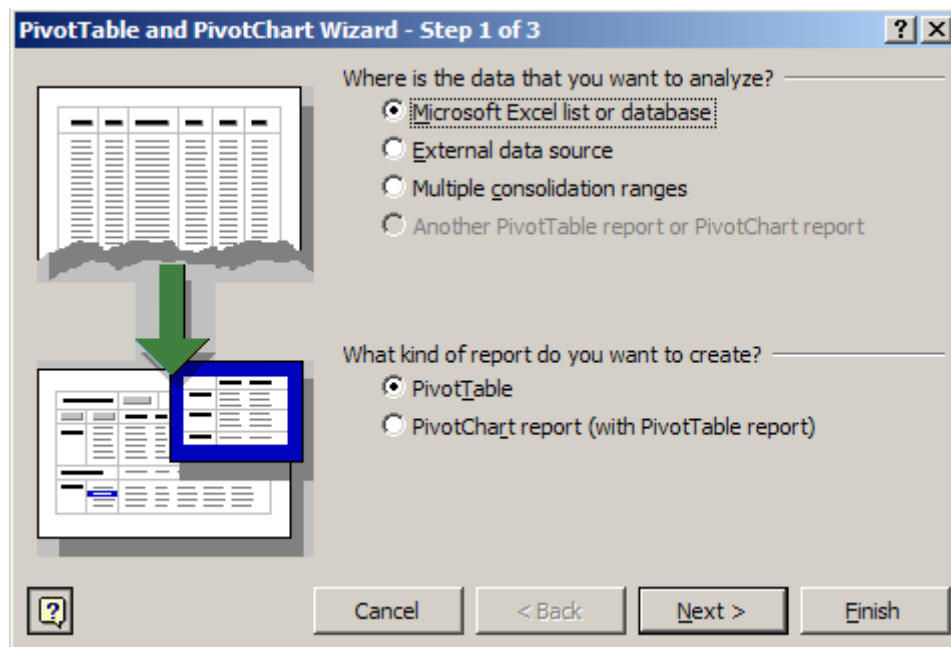 PivotTable and PivotChart Wizard - Step 1 of 3
Where is the data that you want to analyze?
Microsoft Excel list or database
External data source
Multiple consolidation ranges
Another PivotTable report or PivotChart report
What kind of report do you want to create?
PivotTable
PivotChart report (with PivotTable report)
Cancel
< Back
Next >
Finish